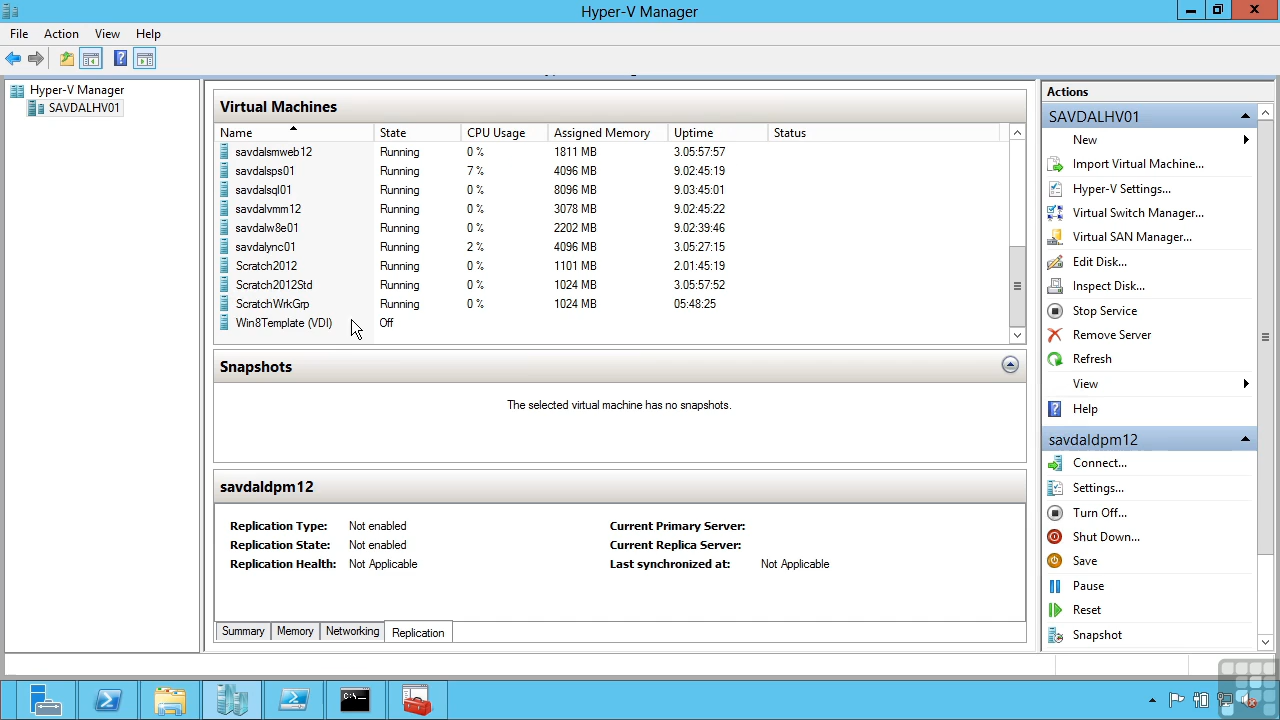 Hyper-V Manager
File Action View Help
Hyper-V Manager
SAVDALHV01
Virtual Machines
Name State CPU Usage Assigned Memory Uptime Status
savdalsmweb12 Running 0 % 1811 MB 3.05:57:57
savdalsps01 Running 7 % 4096 MB 9.02:45:19
savdalsql01 Running 0 % 8096 MB 9.03:45:01
savdalvmm12 Running 0 % 3078 MB 9.02:45:22
savdalw8e01 Running 0 % 2202 MB 9.02:39:46
savdalync01 Running 2 % 4096 MB 3.05:27:15
Scratch2012 Running 0 % 1101 MB 2.01:45:19
Scratch2012Std Running 0 % 1024 MB 3.05:57:52
ScratchWrkGrp Running 0 % 1024 MB 05:48:25
Win8Template (VDI) Off
Snapshots
The selected virtual machine has no snapshots.
savdaldpm12
Replication Type: Not enabled Current Primary Server:
Replication State: Not enabled Current Replica Server:
Replication Health: Not Applicable Last synchronized at: Not Applicable
Summary Memory Networking Replication
Actions
SAVDALHV01
New
Import Virtual Machine...
Hyper-V Settings...
Virtual Switch Manager...
Virtual SAN Manager...
Edit Disk...
Inspect Disk...
Stop Service
Remove Server
Refresh
View
Help
savdaldpm12
Connect...
Settings...
Turn Off...
Shut Down...
Save
Pause
Reset
Snapshot